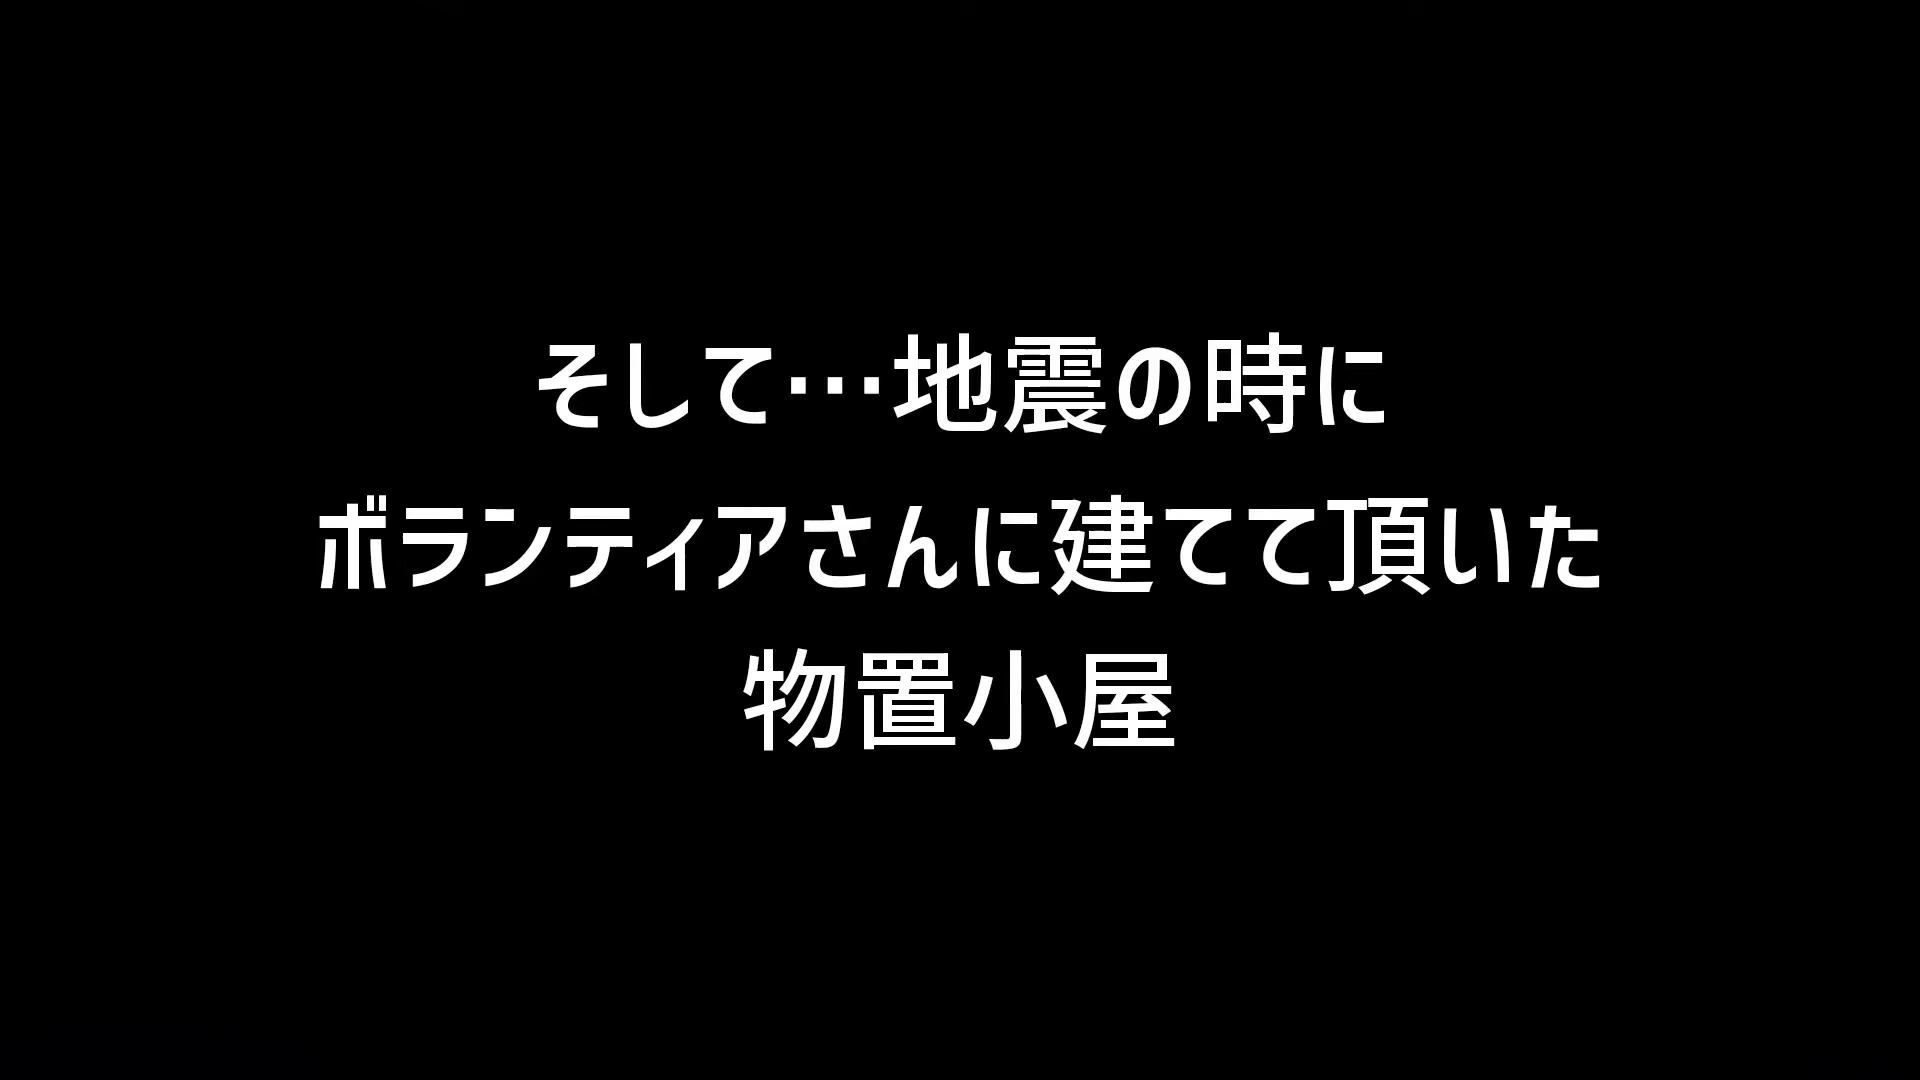 そして…地震の時に
ボランティアさんに建てて頂いた
物置小屋